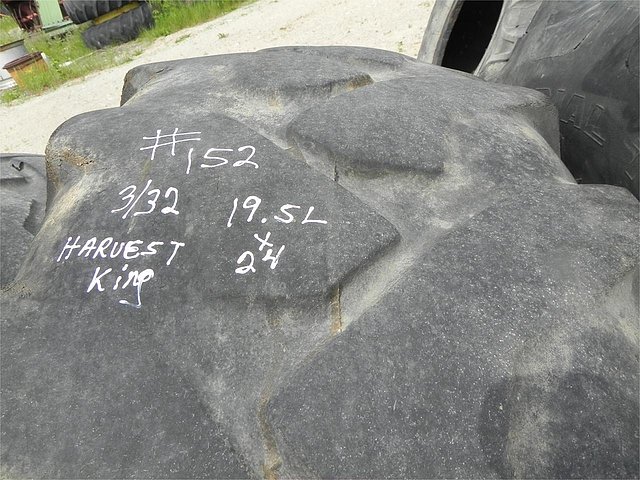 #152
3/32 19.5L
HARVEST x
King 24